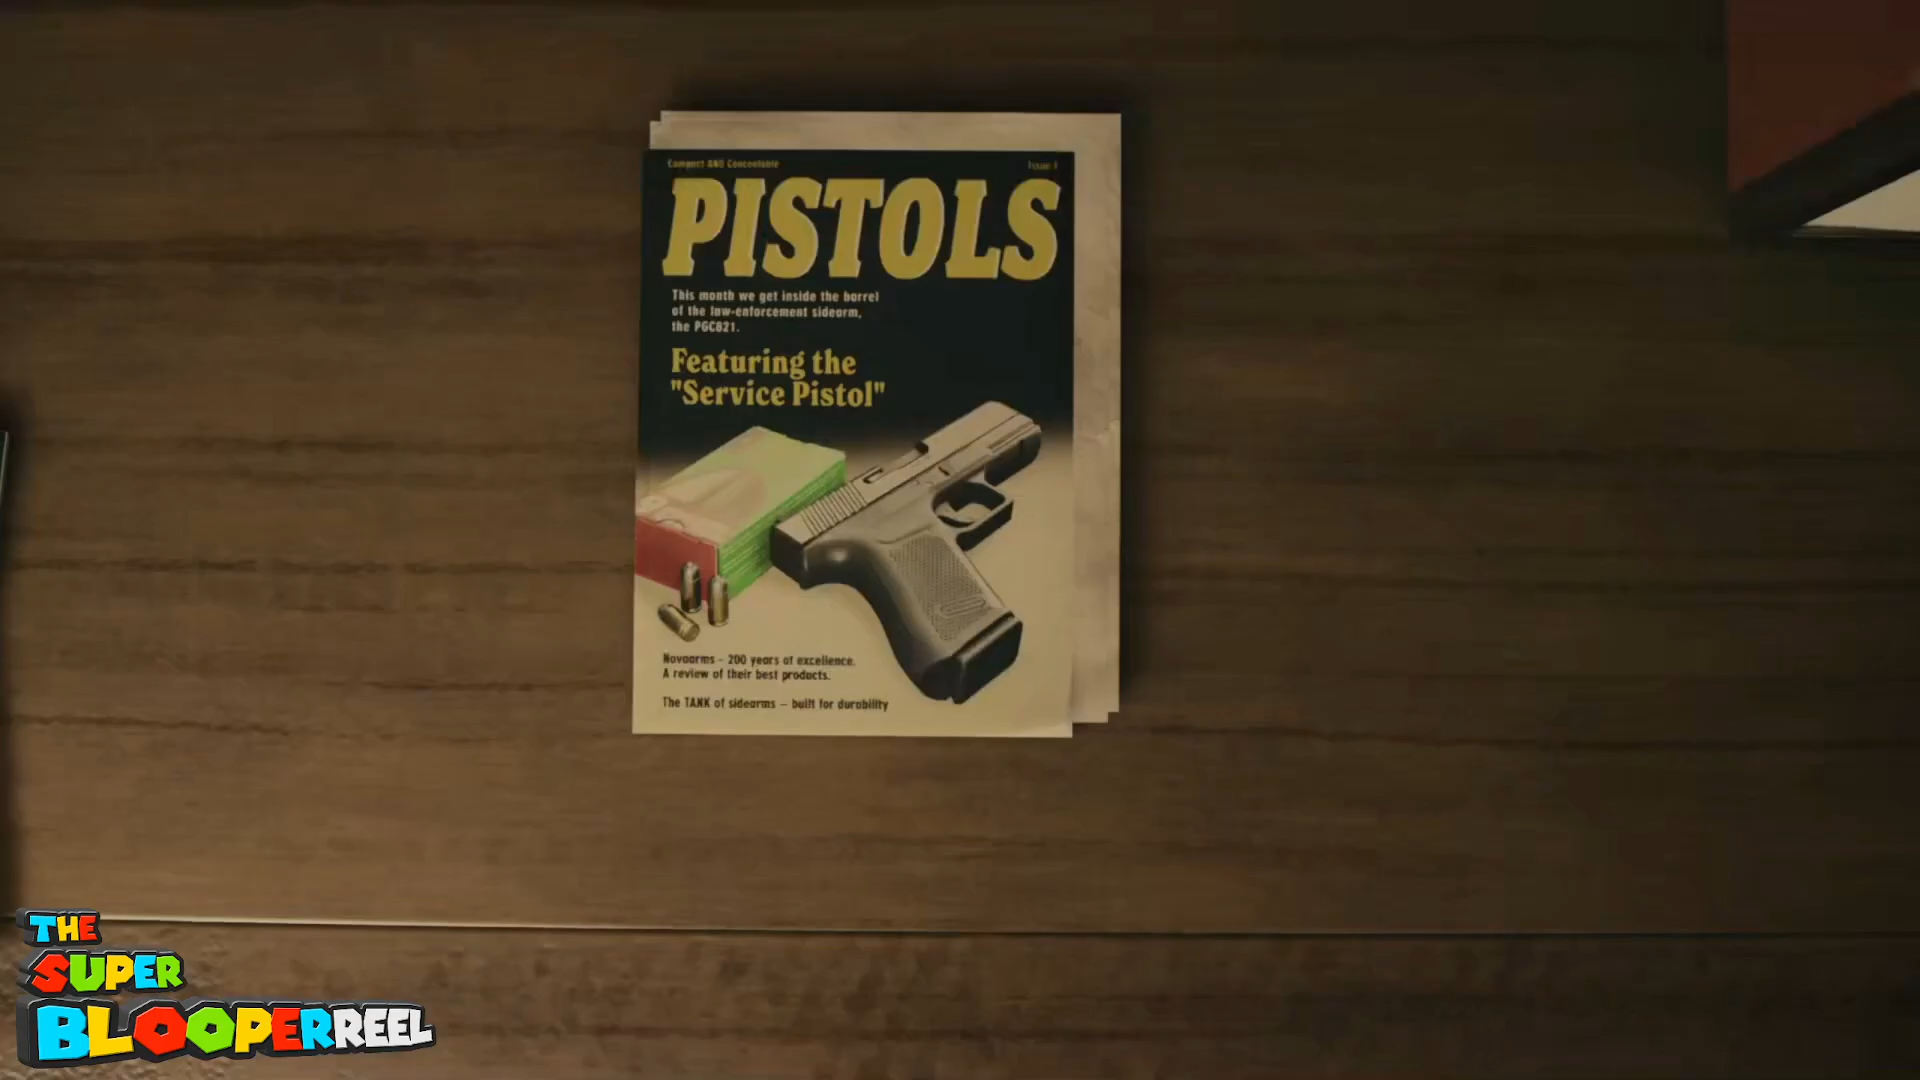 Compact AND Concealable
Issue 1
PISTOLS
This month we get inside the barrel
of the law-enforcement sidearm,
the PGC821.
Featuring the
"Service Pistol"
Novaarms – 200 years of excellence.
A review of their best products.
The TANK of sidearms – built for durability
THE
SUPER
BLOOPERREEL